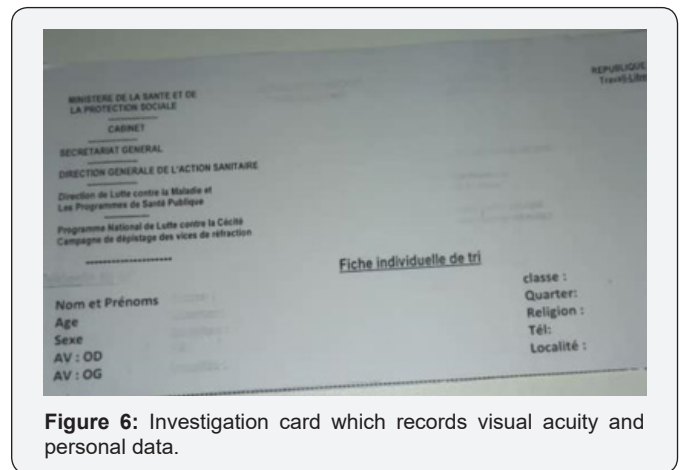 MINISTERE DE LA SANTE ET DE
LA PROTECTION SOCIALE
CABINET
SECRETARIAT GENERAL
DIRECTION GENERALE DE L'ACTION SANITAIRE
Direction de Lutte contre la Maladie et
Les Programmes de Santé Publique
Programme National de Lutte contre la Cécité
Campagne de dépistage des vices de réfraction
REPUBLIQUE
Fiche individuelle de tri
Nom et Prénoms
Age
Sexe
AV : OD
AV : OG
classe :
Quarter:
Religion :
Tél:
Localité :
Figure 6: Investigation card which records visual acuity and
personal data.